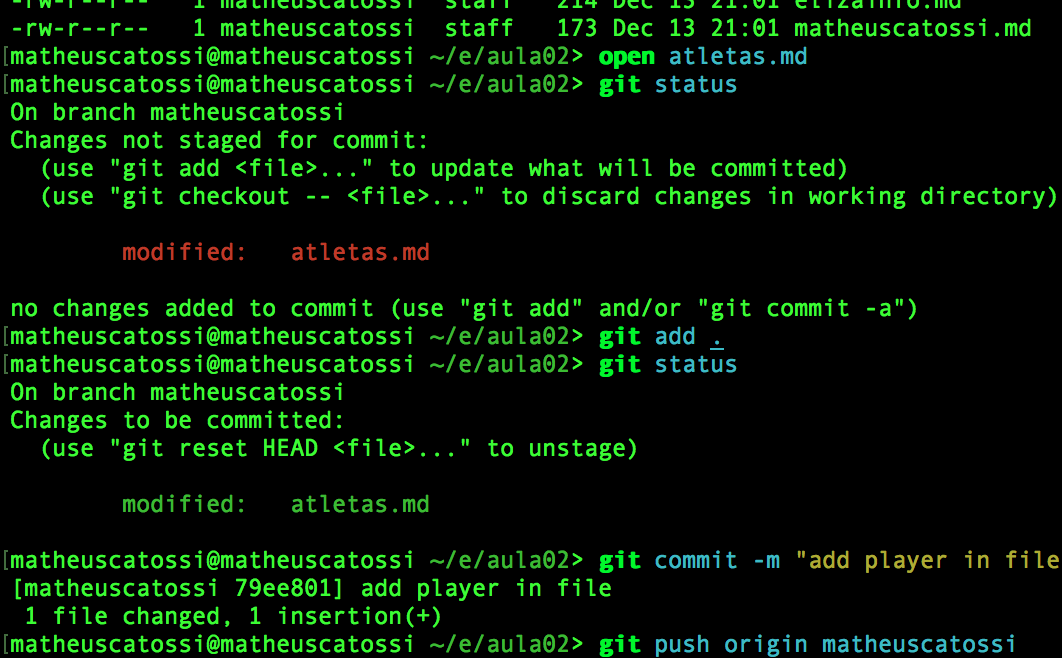 -rw-r--r-- 1 matheuscatossi staff 214 Dec 13 21:01 elizainfo.md
-rw-r--r-- 1 matheuscatossi staff 173 Dec 13 21:01 matheuscatossi.md
[matheuscatossi@matheuscatossi ~/e/aula02> open atletas.md
[matheuscatossi@matheuscatossi ~/e/aula02> git status
On branch matheuscatossi
Changes not staged for commit:
(use "git add <file>..." to update what will be committed)
(use "git checkout -- <file>..." to discard changes in working directory)
modified: atletas.md
no changes added to commit (use "git add" and/or "git commit -a")
[matheuscatossi@matheuscatossi ~/e/aula02> git add .
[matheuscatossi@matheuscatossi ~/e/aula02> git status
On branch matheuscatossi
Changes to be committed:
(use "git reset HEAD <file>..." to unstage)
modified: atletas.md
[matheuscatossi@matheuscatossi ~/e/aula02> git commit -m "add player in file
[matheuscatossi 79ee801] add player in file
1 file changed, 1 insertion(+)
[matheuscatossi@matheuscatossi ~/e/aula02> git push origin matheuscatossi